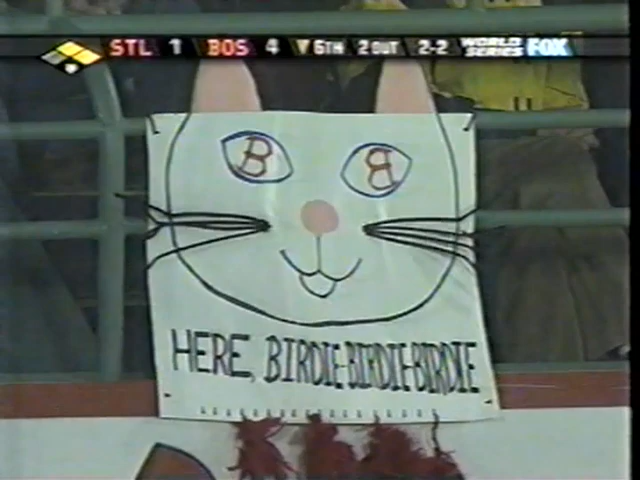 STL 1 BOS 4 ▼6TH 2 OUT 2-2 WORLD SERIES FOX
B B
HERE, BIRDIE-BIRDIE-BIRDIE